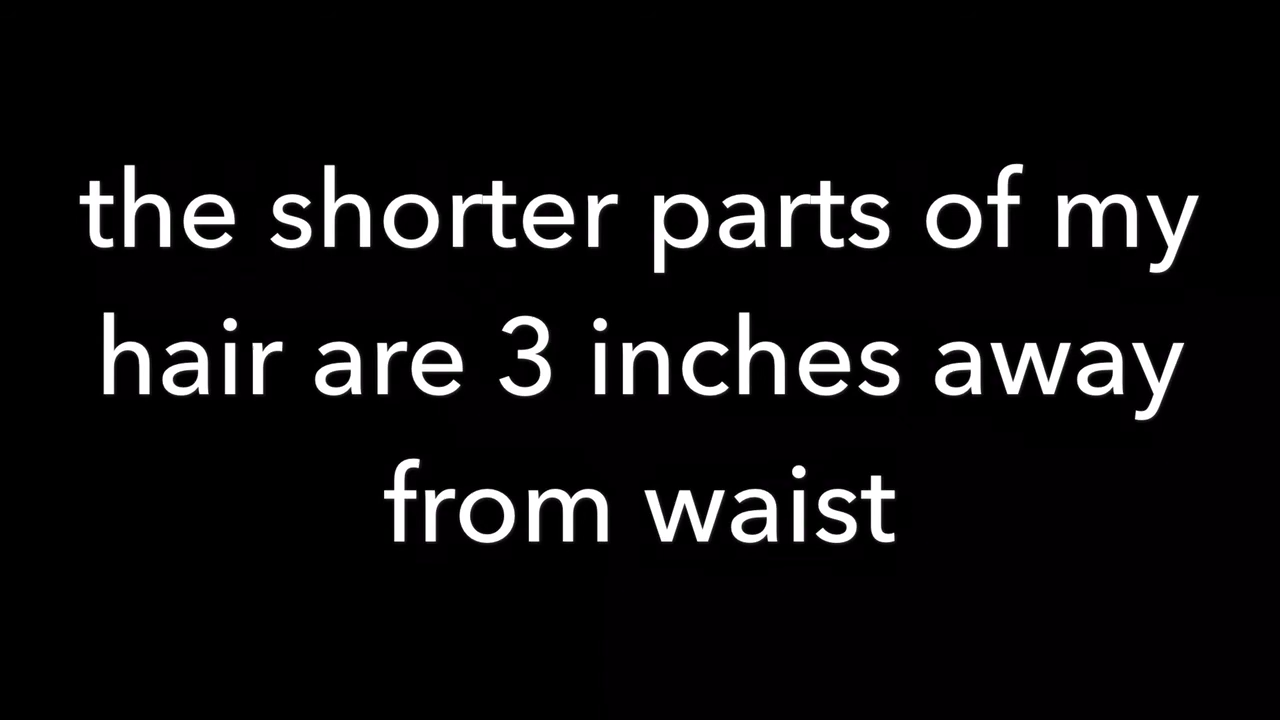 the shorter parts of my
hair are 3 inches away
from waist